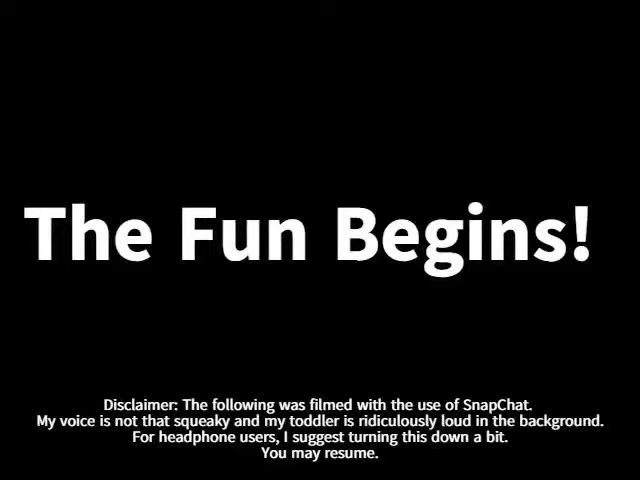 The Fun Begins!
Disclaimer: The following was filmed with the use of SnapChat.
My voice is not that squeaky and my toddler is ridiculously loud in the background.
For headphone users, I suggest turning this down a bit.
You may resume.